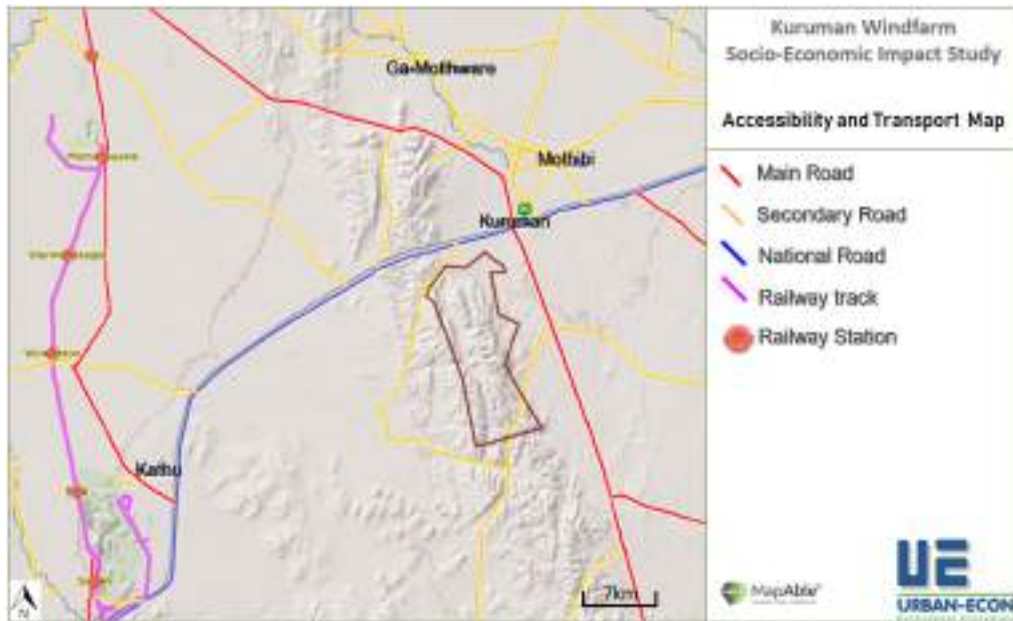 Kuruman Windfarm
Socio-Economic Impact Study
Accessibility and Transport Map
Main Road
Secondary Road
National Road
Railway track
Railway Station
Ga-Motlhware
Mothibi
Kuruman
Kathu
7km
MapAble®
UE
URBAN-ECON